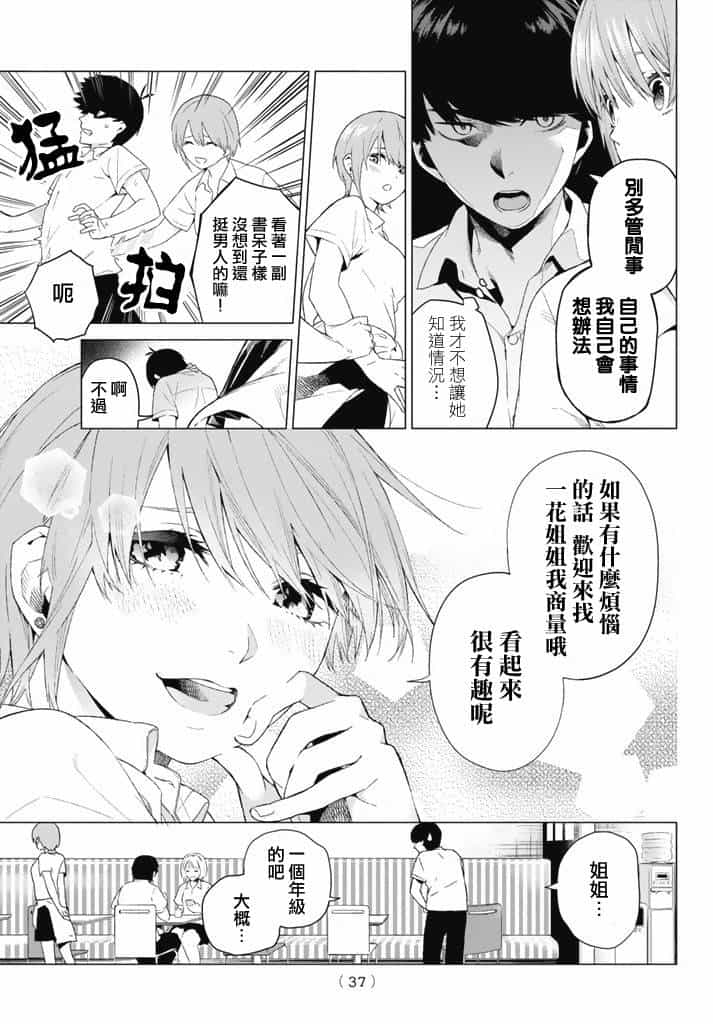 別多管閒事
自己的事情
我自己會
想辦法
我才不想讓她
知道情況…
看著一副
書呆子樣
沒想到還
挺男人的嘛！
猛
拍
呃
啊
不過
如果有什麼煩惱
的話 歡迎來找
一花姐姐我商量哦
看起來
很有趣呢
姐姐…
一個年級
的吧
大概…
（37）